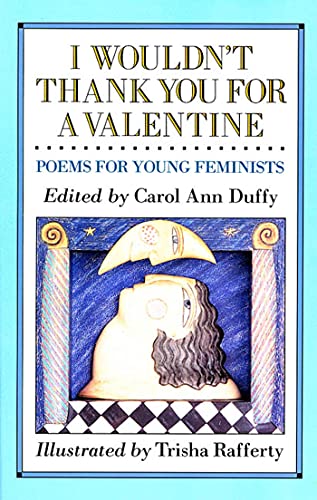 I WOULDN'T
THANK YOU FOR
A VALENTINE
POEMS FOR YOUNG FEMINISTS
Edited by Carol Ann Duffy
Illustrated by Trisha Rafferty